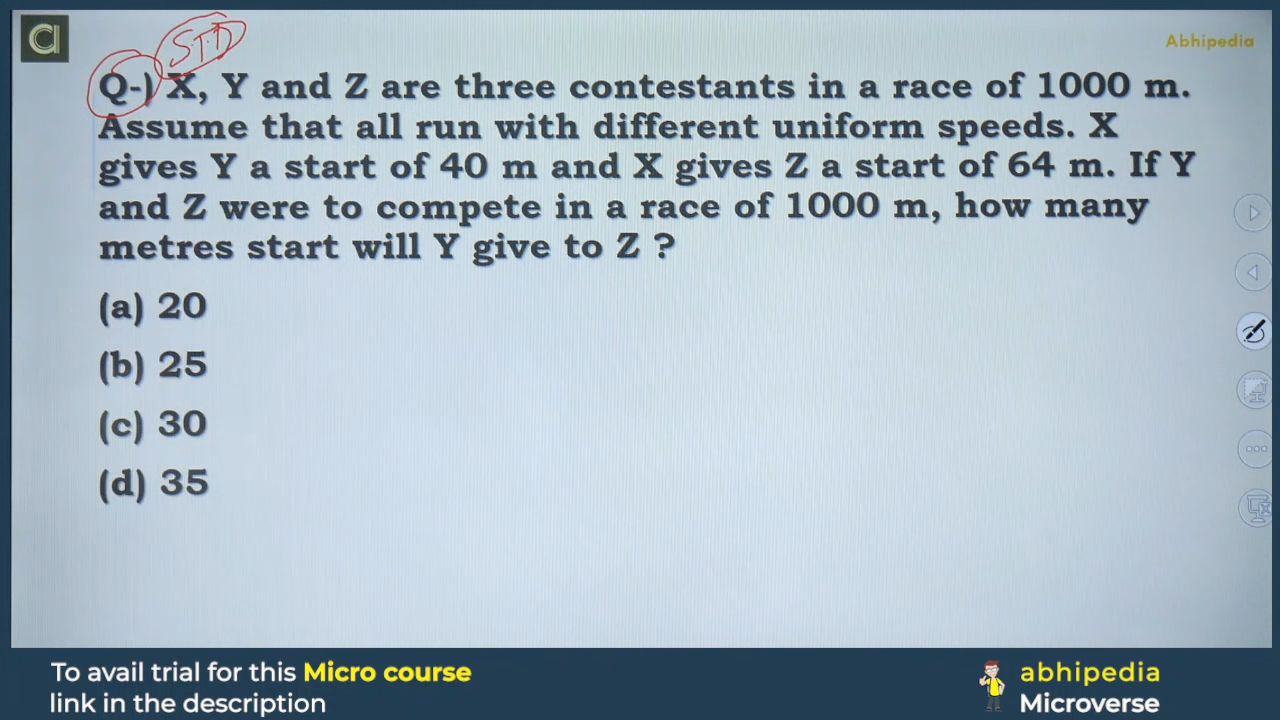 S.T.D
Abhipedia
Q-) X, Y and Z are three contestants in a race of 1000 m.
Assume that all run with different uniform speeds. X
gives Y a start of 40 m and X gives Z a start of 64 m. If Y
and Z were to compete in a race of 1000 m, how many
metres start will Y give to Z ?
(a) 20
(b) 25
(c) 30
(d) 35
To avail trial for this Micro course
link in the description
abhipedia
Microverse